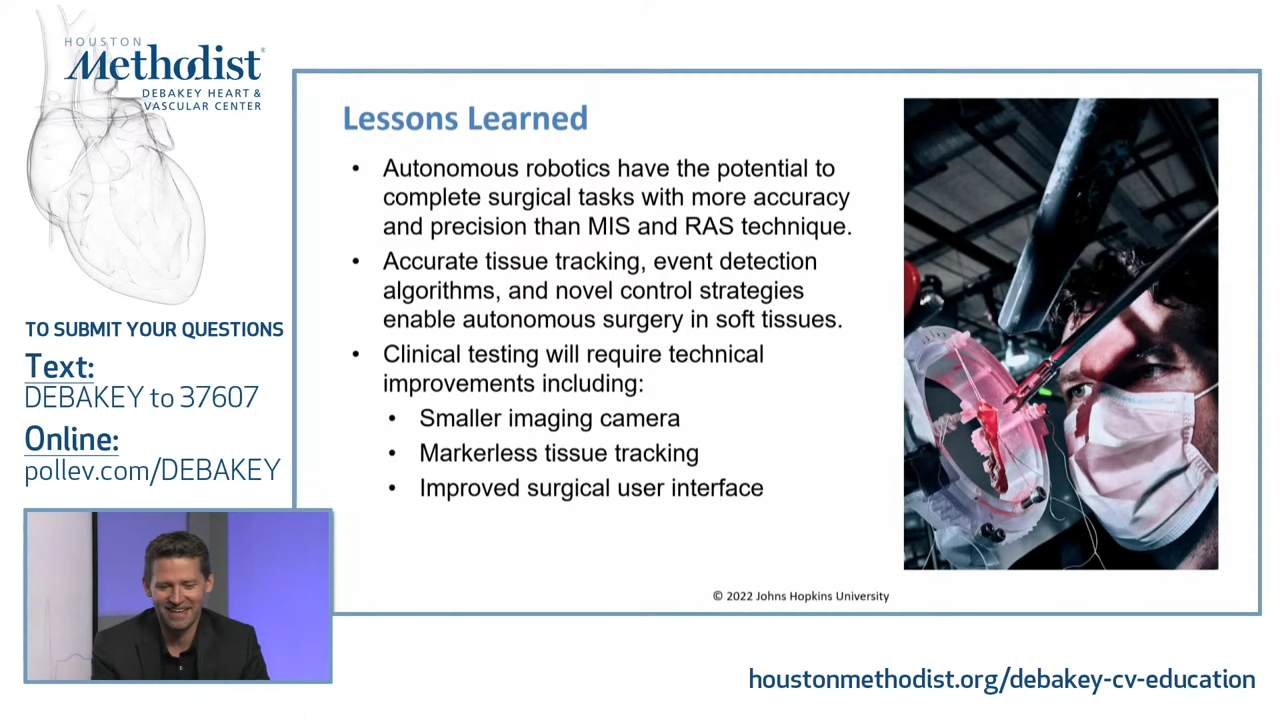 HOUSTON
Methodist®
DEBAKEY HEART &
VASCULAR CENTER
TO SUBMIT YOUR QUESTIONS
Text:
DEBAKEY to 37607
Online:
pollev.com/DEBAKEY
Lessons Learned
• Autonomous robotics have the potential to
complete surgical tasks with more accuracy
and precision than MIS and RAS technique.
• Accurate tissue tracking, event detection
algorithms, and novel control strategies
enable autonomous surgery in soft tissues.
• Clinical testing will require technical
improvements including:
• Smaller imaging camera
• Markerless tissue tracking
• Improved surgical user interface
© 2022 Johns Hopkins University
houstonmethodist.org/debakey-cv-education